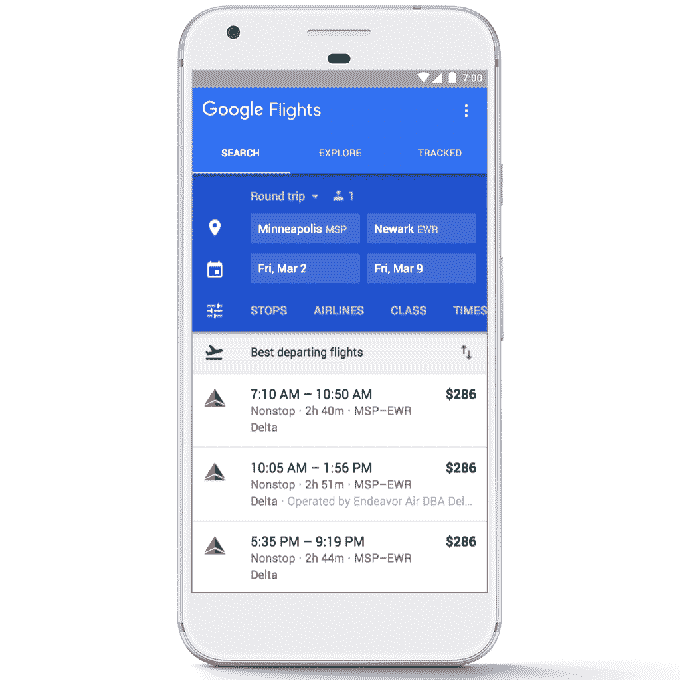 7:00
Google Flights
SEARCH EXPLORE TRACKED
Round trip 1
Minneapolis MSP Newark EWR
Fri, Mar 2 Fri, Mar 9
STOPS AIRLINES CLASS TIMES
Best departing flights
7:10 AM – 10:50 AM $286
Nonstop · 2h 40m · MSP–EWR
Delta
10:05 AM – 1:56 PM $286
Nonstop · 2h 51m · MSP–EWR
Delta · Operated by Endeavor Air DBA Del...
5:35 PM – 9:19 PM $286
Nonstop · 2h 44m · MSP–EWR
Delta